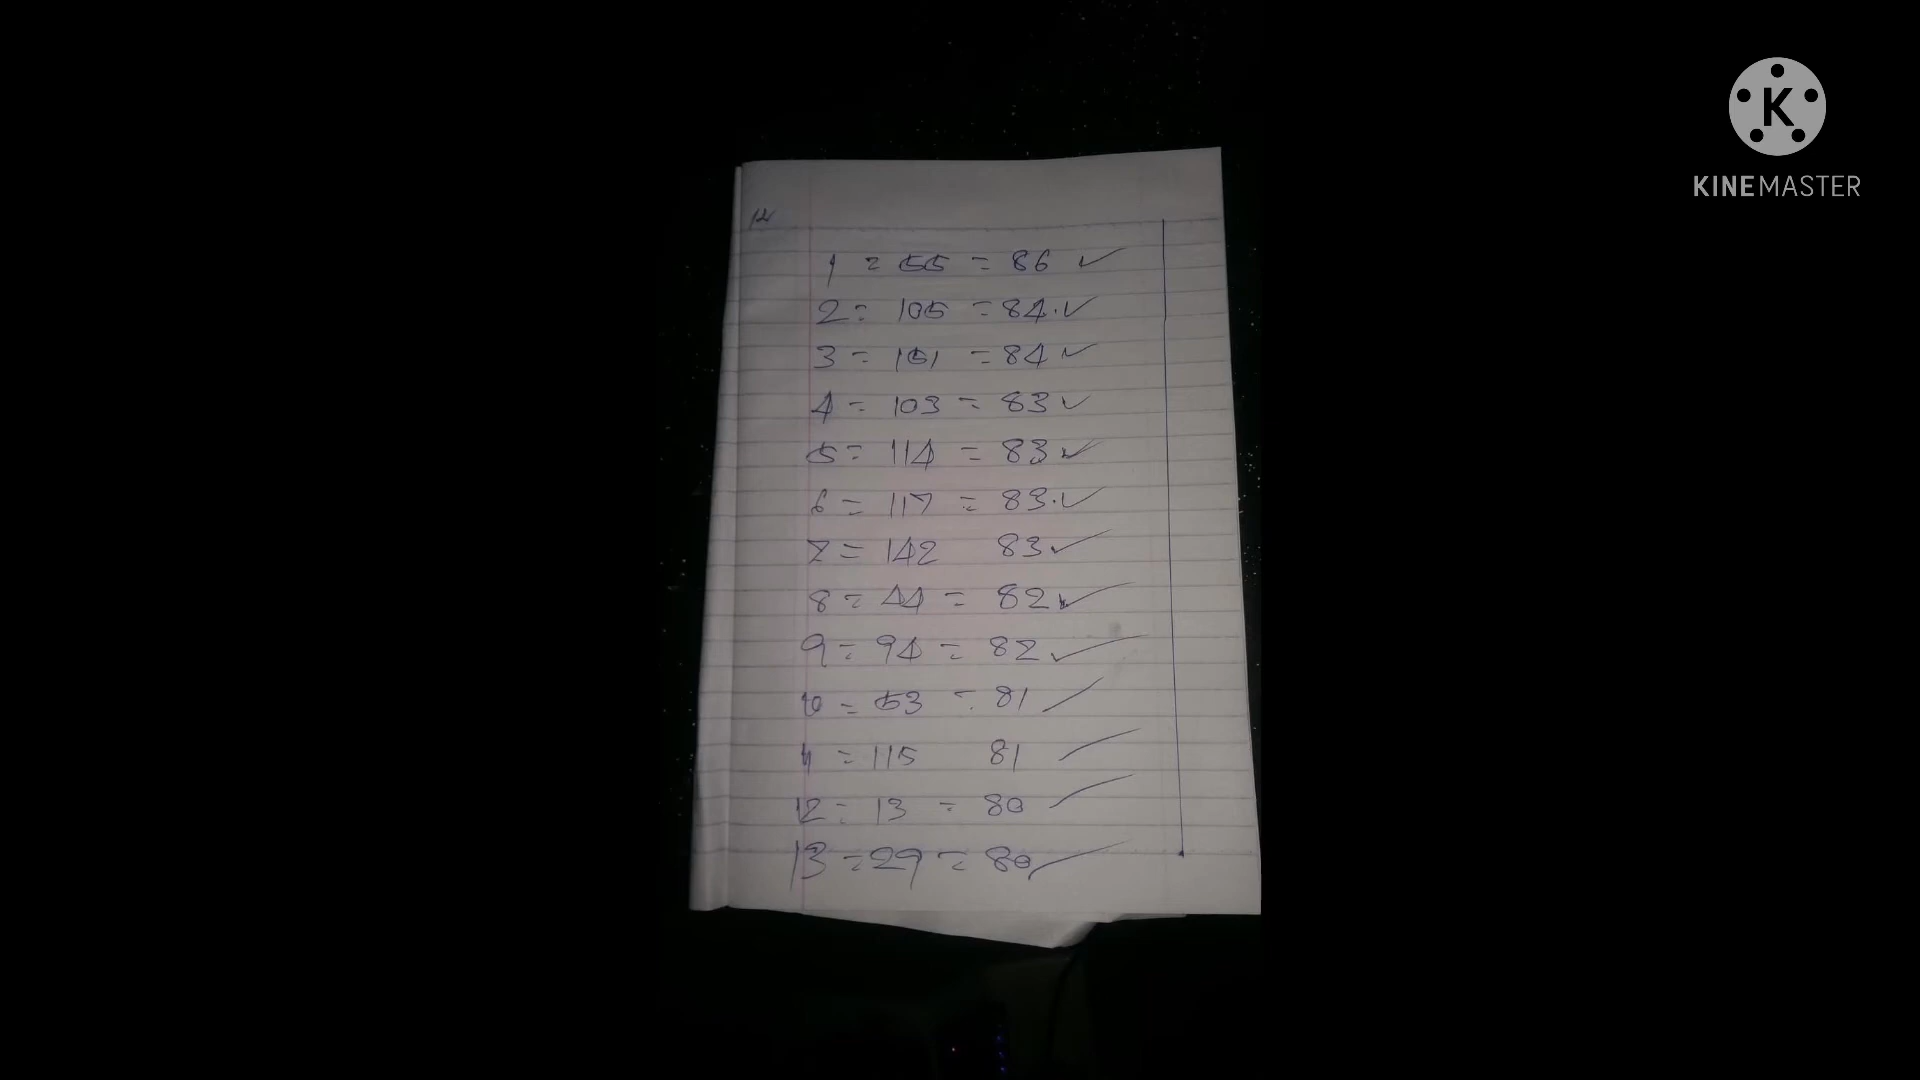 12
1 = 55 = 86 ✓
2 = 105 = 84. ✓
3 = 101 = 84 ✓
4 = 103 = 83 ✓
5 = 114 = 83 ✓
6 = 117 = 83. ✓
7 = 142 83 ✓
8 = 44 = 82 ✓
9 = 94 = 82 ✓
10 = 53 = 81 ✓
11 = 115 81 ✓
12 = 13 = 80 ✓
13 = 29 = 80 ✓
K
KINEMASTER